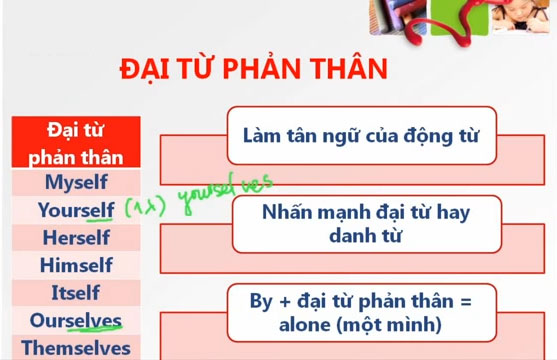 ĐẠI TỪ PHẢN THÂN
Đại từ
phản thân
Myself
Yourself (1λ) yourselves
Herself
Himself
Itself
Ourselves
Themselves
Làm tân ngữ của động từ
Nhấn mạnh đại từ hay
danh từ
By + đại từ phản thân =
alone (một mình)